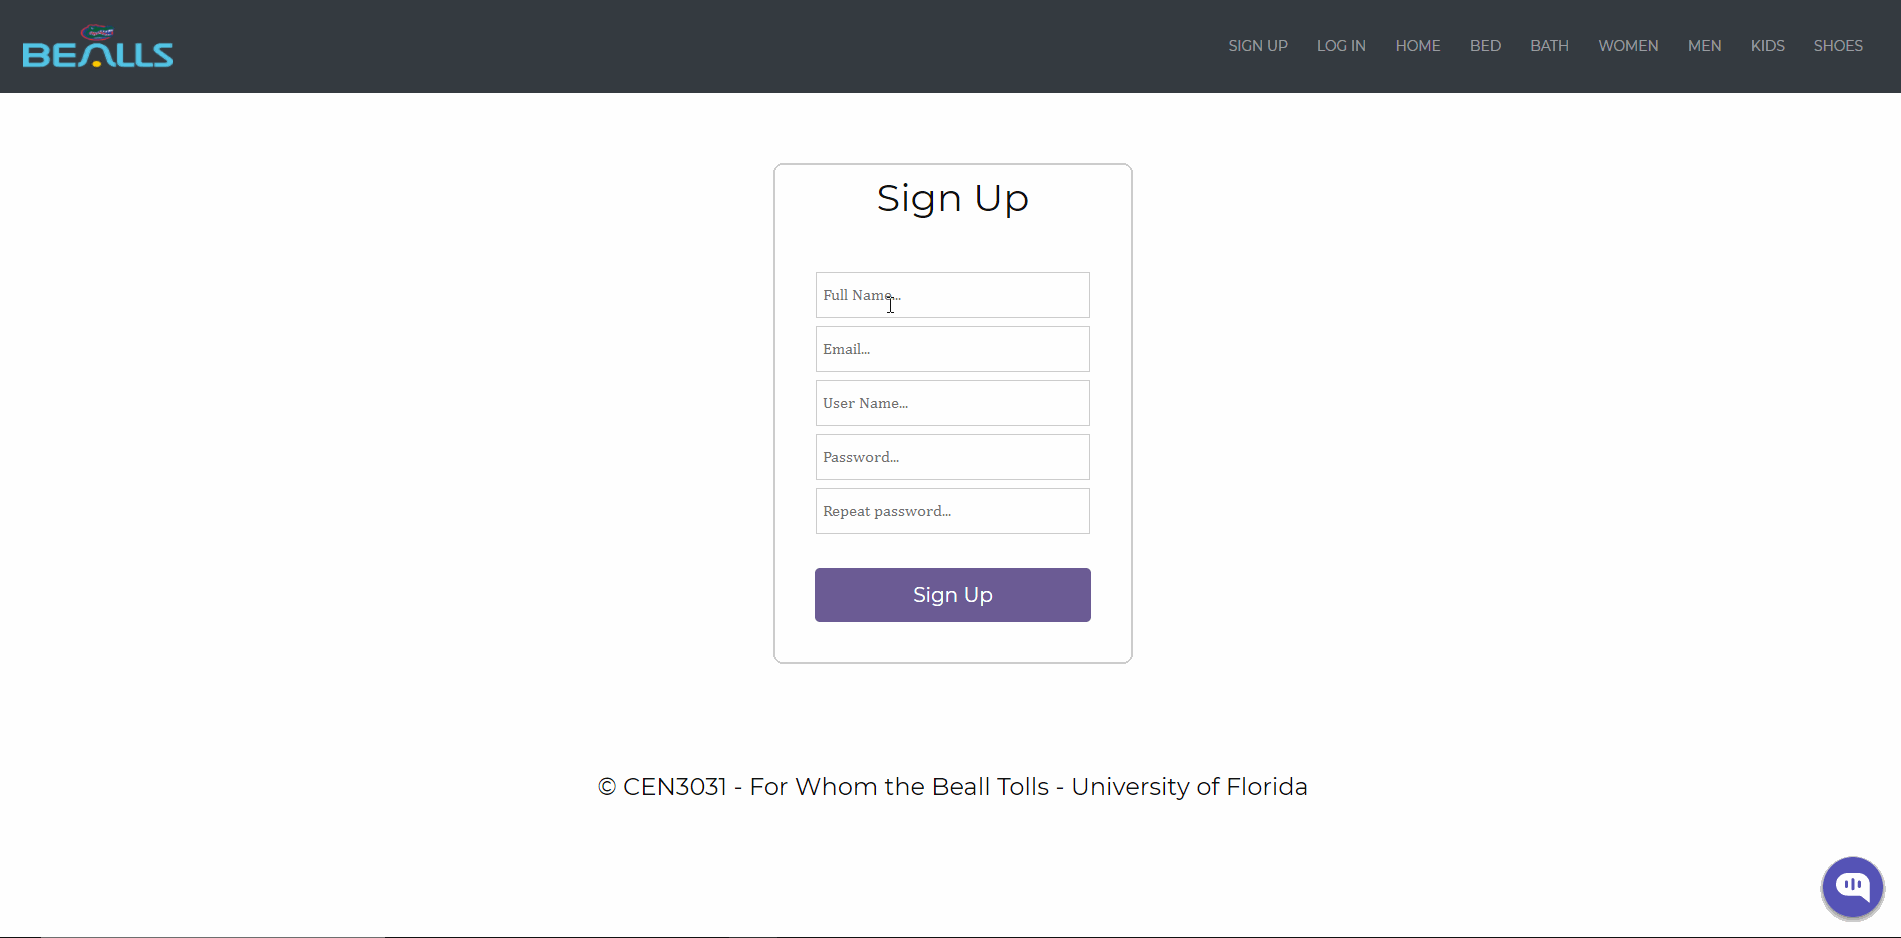 BEALLS
SIGN UP LOG IN HOME BED BATH WOMEN MEN KIDS SHOES
Sign Up
Full Name...
Email...
User Name...
Password...
Repeat password...
Sign Up
© CEN3031 - For Whom the Beall Tolls - University of Florida